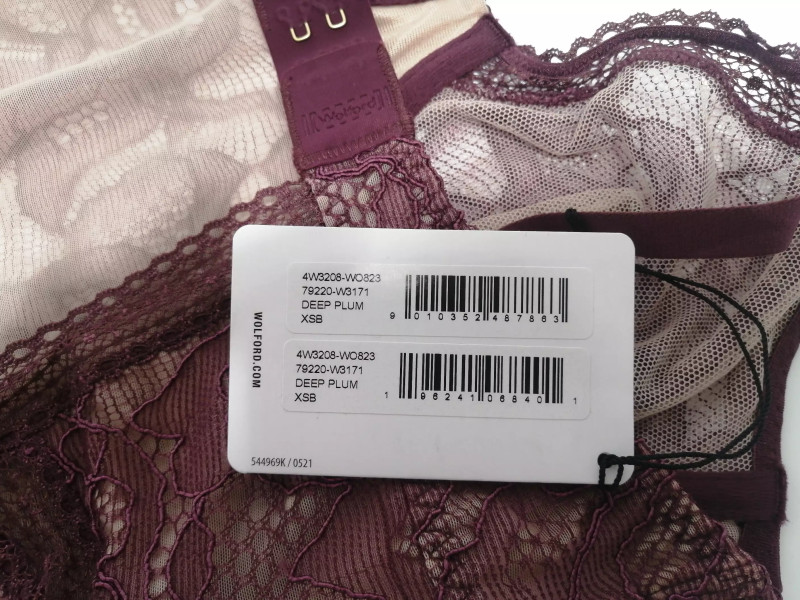 Wolford
4W3208-WO823
79220-W3171
DEEP PLUM
XSB
9 010352 487863
4W3208-WO823
79220-W3171
DEEP PLUM
XSB
1 96241 06840 1
WOLFORD.COM
544969K / 0521